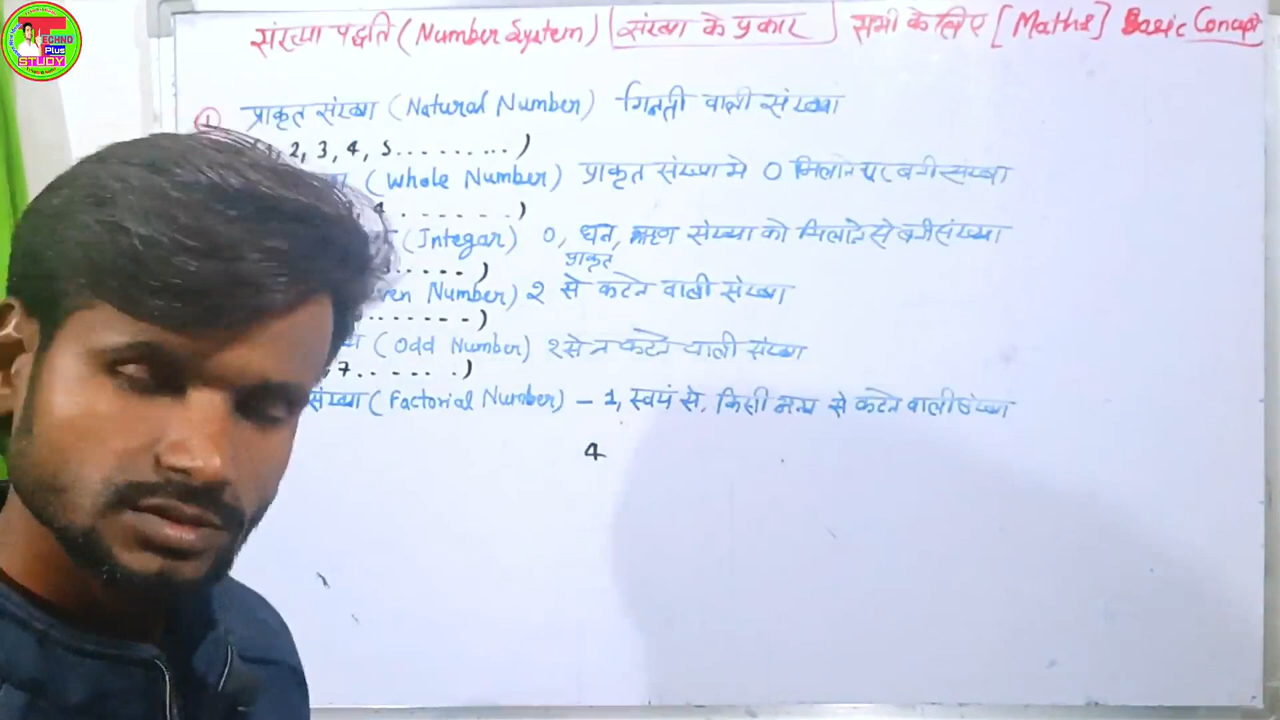 TECHNO
Plus
STUDY
संख्या पद्धति (Number System) संख्या के प्रकार सभी के लिए [Maths] Basic Concept
1 प्राकृत संख्या (Natural Number) गिनती वाली संख्या
2, 3, 4, 5.........)
(Whole Number) प्राकृत संख्या मे 0 मिलाने पर बनी संख्या
(Integar) 0, धन, ऋण संख्या को मिलाने से बनी संख्या
प्राकृत
ven Number) 2 से कटने वाली संख्या
(Odd Number) 2 से न कटने वाली संख्या
7......)
संख्या (Factorial Number) - 1, स्वयं से, किसी अन्य से कटने वाली संख्या
4